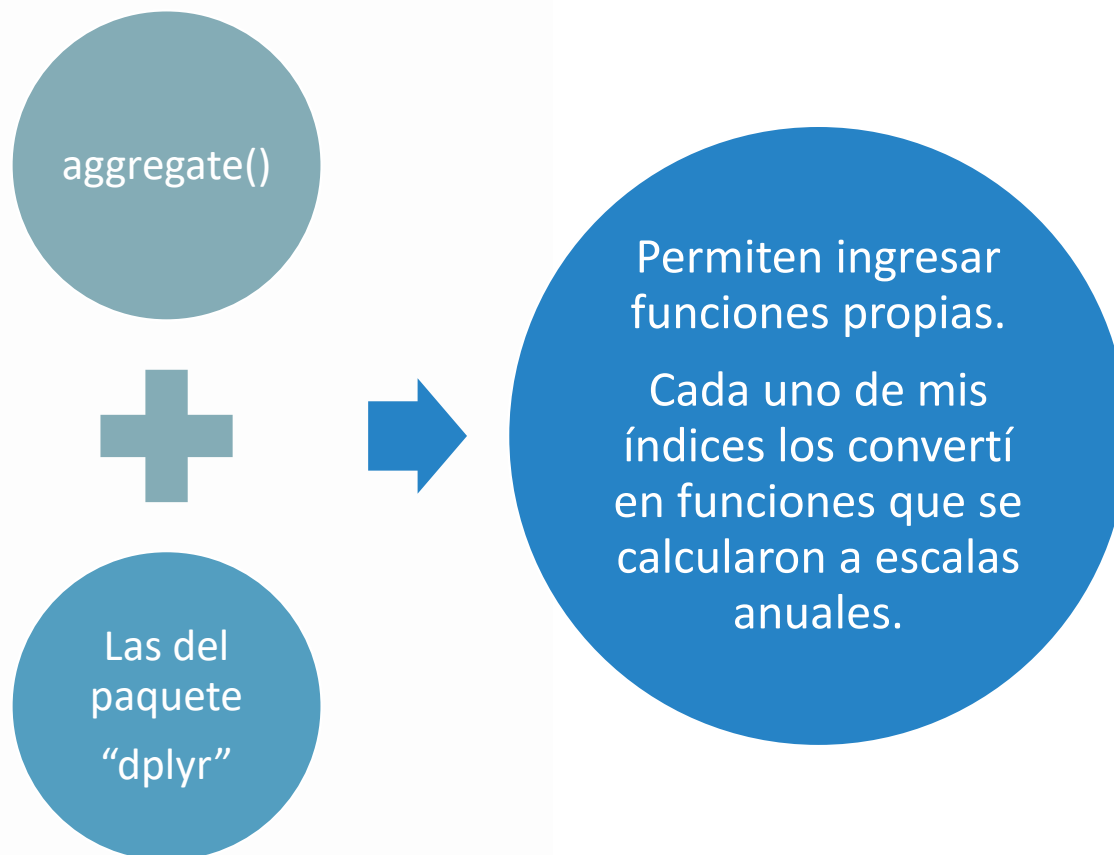 aggregate()
Las del
paquete
“dplyr”
Permiten ingresar
funciones propias.
Cada uno de mis
índices los convertí
en funciones que se
calcularon a escalas
anuales.